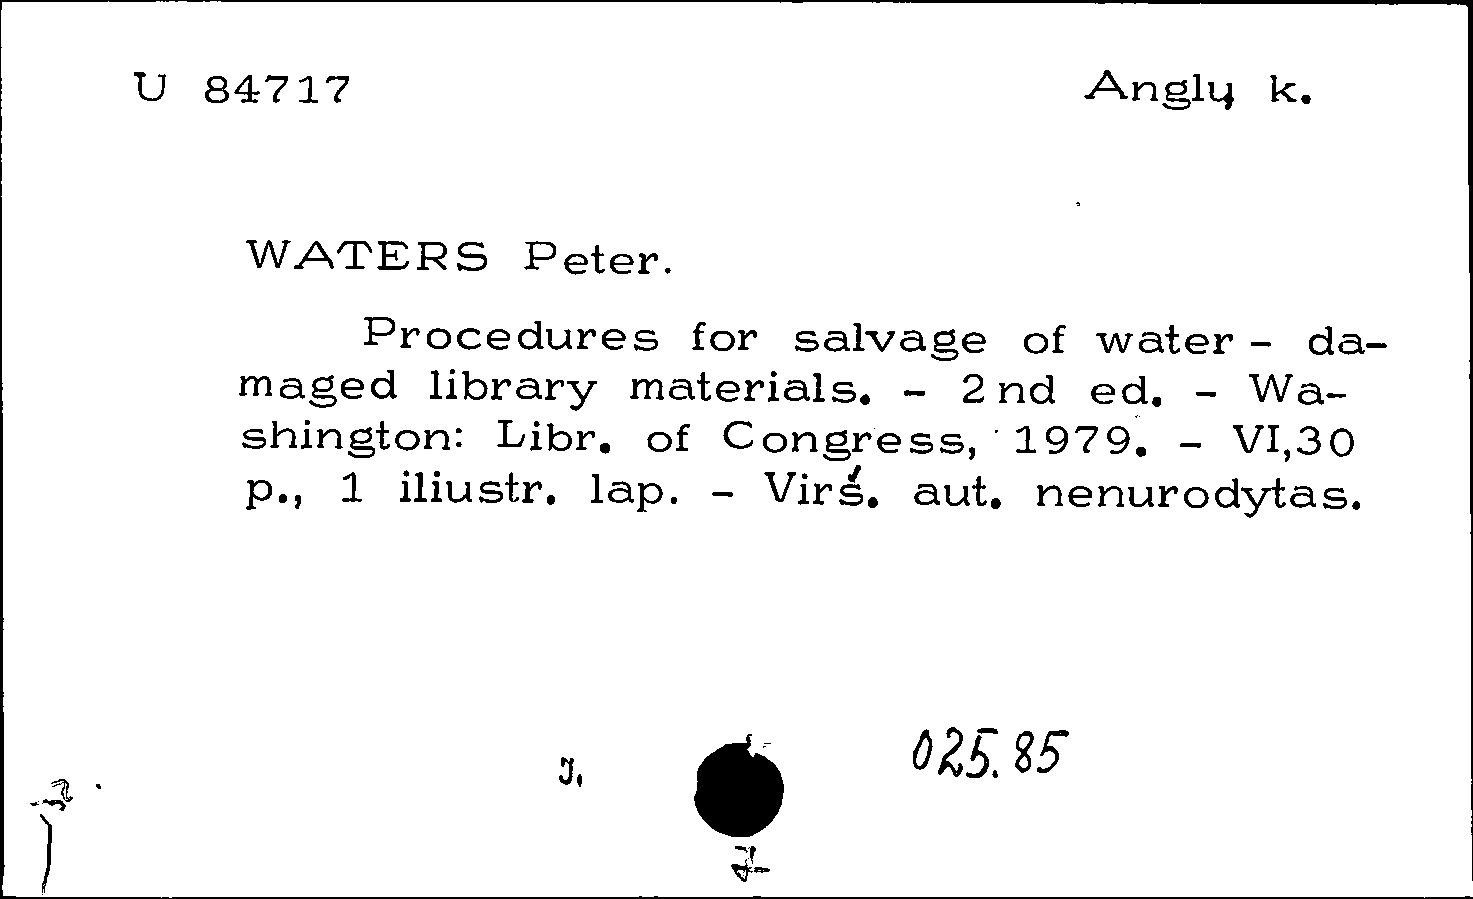 U 84717 Anglų k.
WATERS Peter.
Procedures for salvage of water - da-
maged library materials. - 2nd ed. - Wa-
shington: Libr. of Congress, 1979. - VI,30
p., 1 iliustr. lap. - Virš. aut. nenurodytas.
025.85